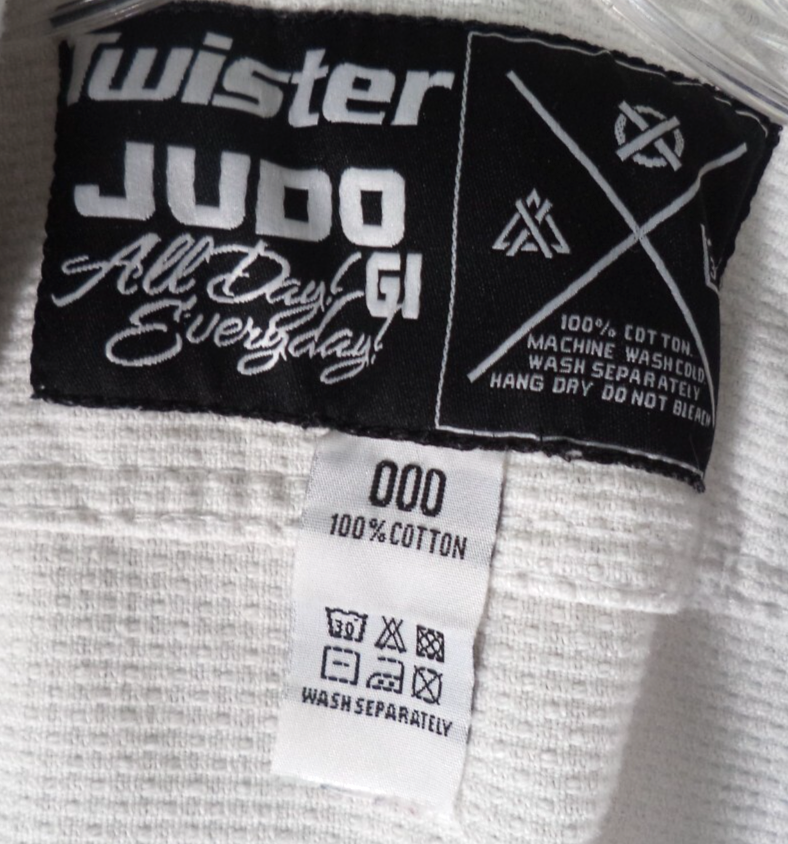 Twister
JUDO
GI
All Day!
Everyday!
100% COTTON.
MACHINE WASH COLD
WASH SEPARATELY
HANG DRY DO NOT BLEACH
000
100% COTTON
30
WASH SEPARATELY